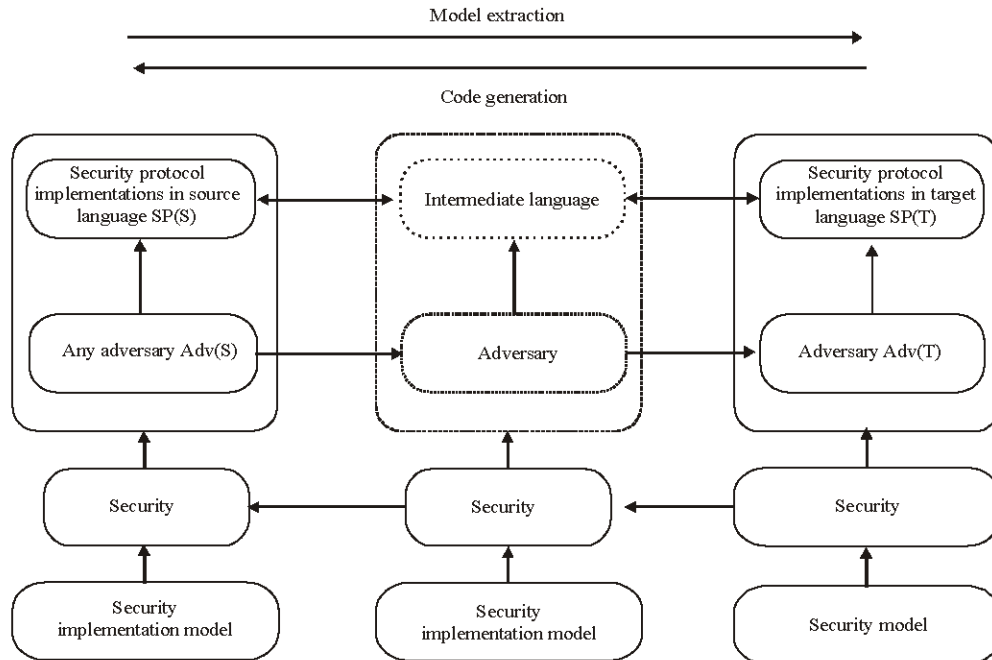 Model extraction
Code generation
Security protocol
implementations in source
language SP(S)
Intermediate language
Security protocol
implementations in target
language SP(T)
Any adversary Adv(S)
Adversary
Adversary Adv(T)
Security
Security
Security
Security
implementation model
Security
implementation model
Security model